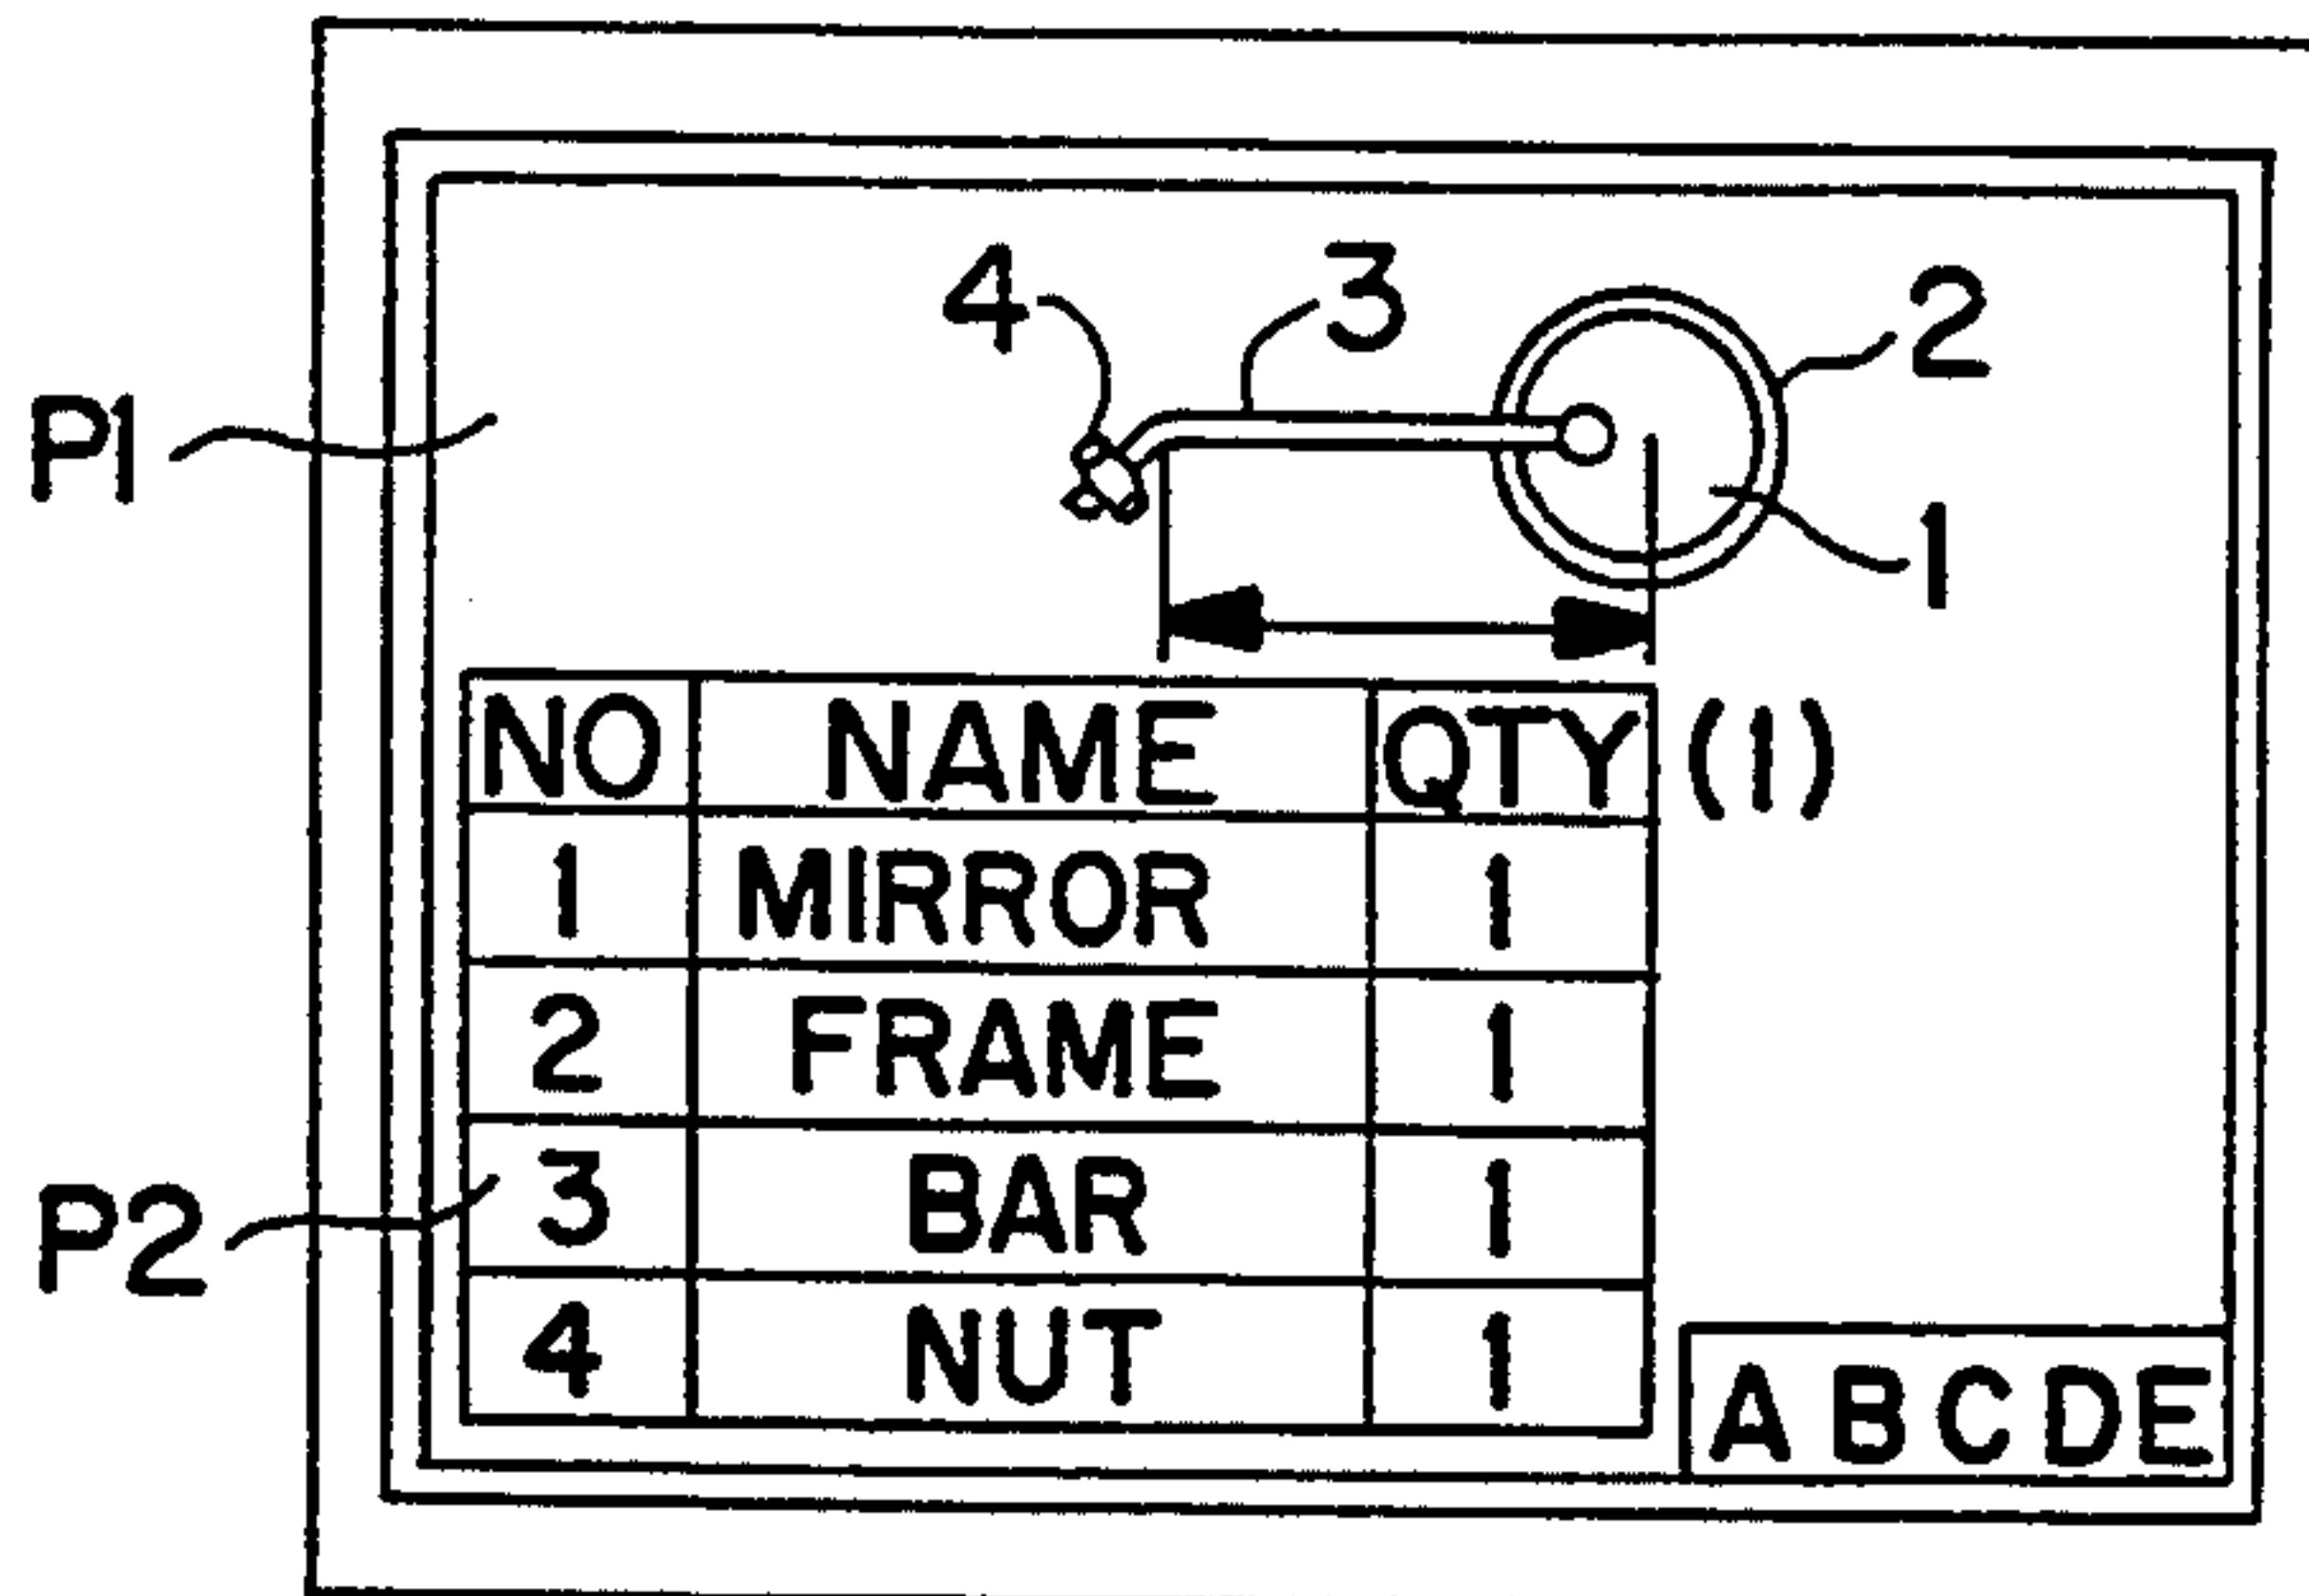 4 3 2
P1
1
NO NAME QTY (1)
1 MIRROR 1
2 FRAME 1
3 BAR 1
P2
4 NUT 1
ABCDE